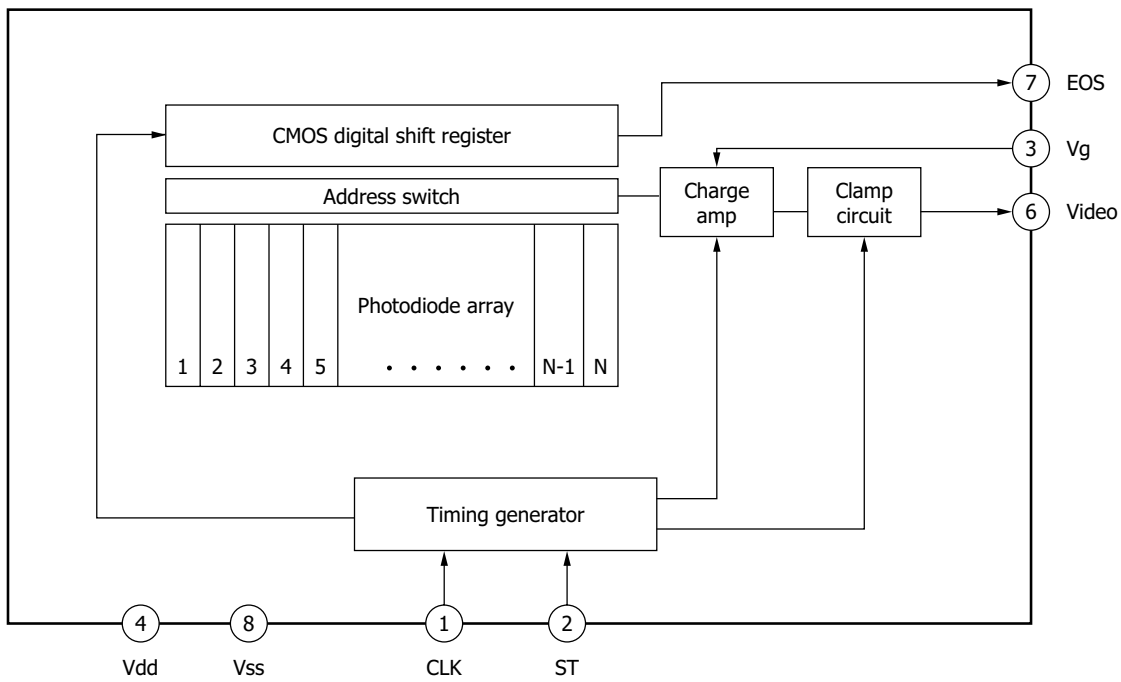 7 EOS
CMOS digital shift register
3 Vg
Address switch
Charge
amp
Clamp
circuit
6 Video
Photodiode array
1 2 3 4 5 · · · · · · N-1 N
Timing generator
4 8 1 2
Vdd Vss CLK ST